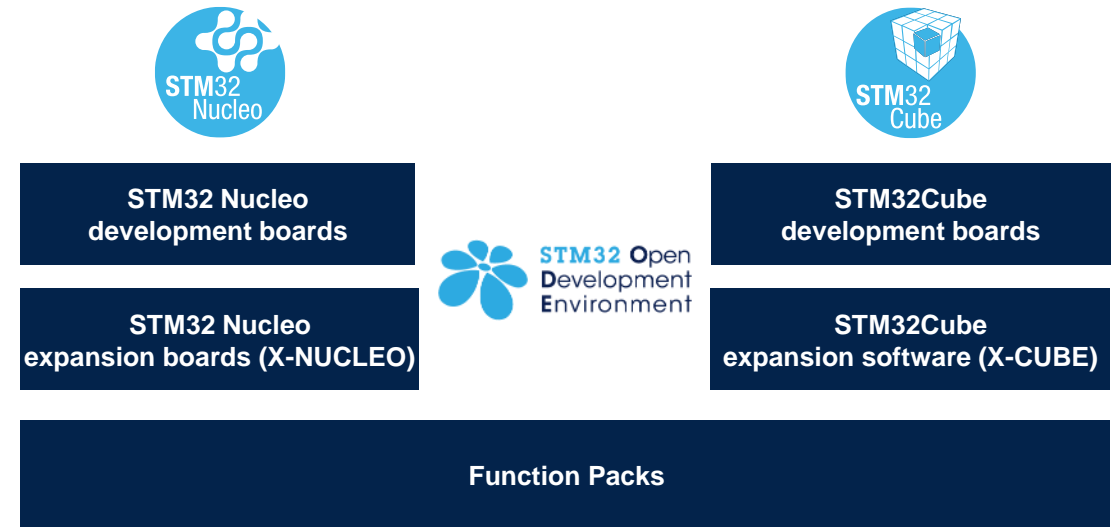 STM32
Nucleo
STM32
Cube
STM32 Nucleo
development boards
STM32Cube
development boards
STM32 Open
Development
Environment
STM32 Nucleo
expansion boards (X-NUCLEO)
STM32Cube
expansion software (X-CUBE)
Function Packs